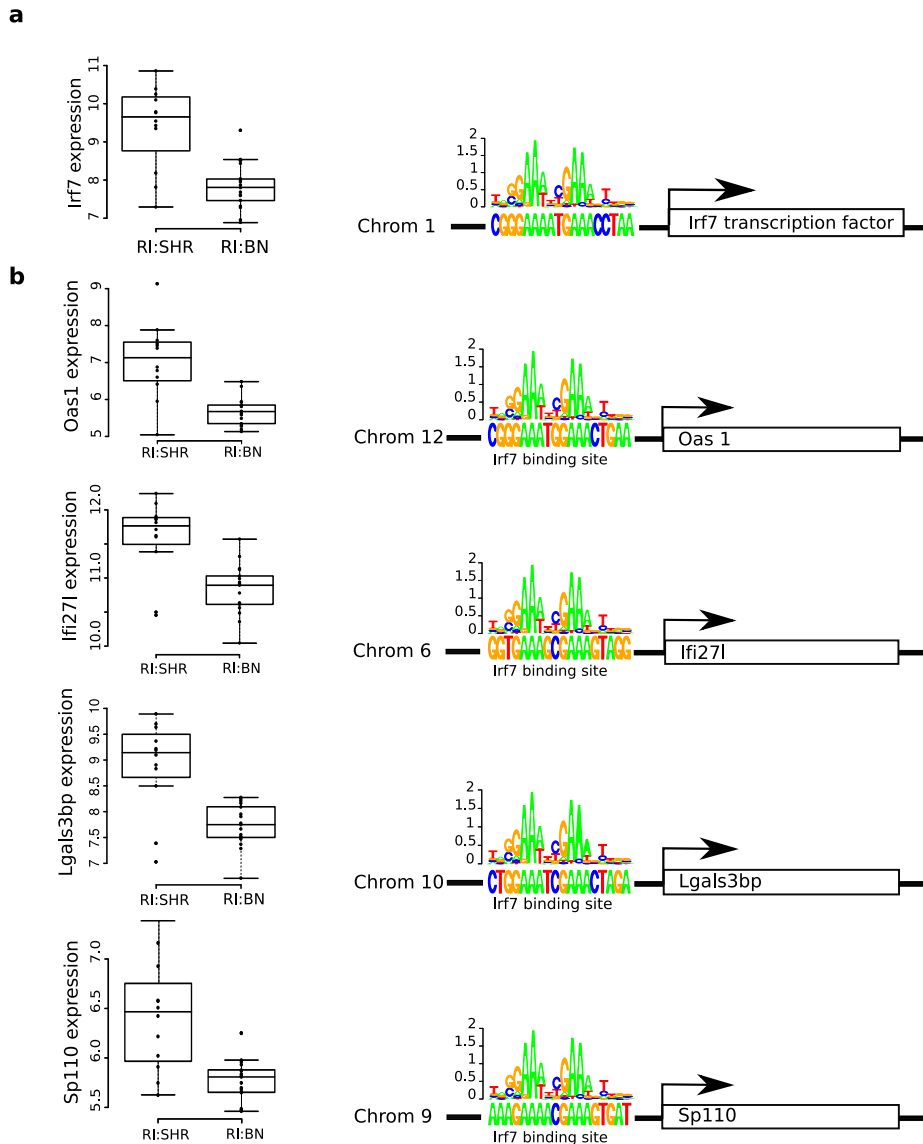 a
Irf7 expression
11
10
9
8
7
RI:SHR
RI:BN
2
1.5
1
0.5
0
Chrom 1
CGGGAAAATGAAACCTAA
Irf7 transcription factor
b
Oas1 expression
9
8
7
6
5
RI:SHR
RI:BN
2
1.5
1
0.5
0
Chrom 12
CGGGAAATGGAAACTGAA
Irf7 binding site
Oas 1
Ifi27l expression
12.0
11.0
10.0
RI:SHR
RI:BN
2
1.5
1
0.5
0
Chrom 6
GGTGAAAGCGAAAGTAGG
Irf7 binding site
Ifi27l
Lgals3bp expression
10
9.5
9
8.5
8
7.5
7
RI:SHR
RI:BN
2
1.5
1
0.5
0
Chrom 10
CTGGAAATCGAAACTAGA
Irf7 binding site
Lgals3bp
Sp110 expression
7.0
6.5
6.0
5.5
RI:SHR
RI:BN
2
1.5
1
0.5
0
Chrom 9
AAAGAAAACGAAAGTGAT
Irf7 binding site
Sp110